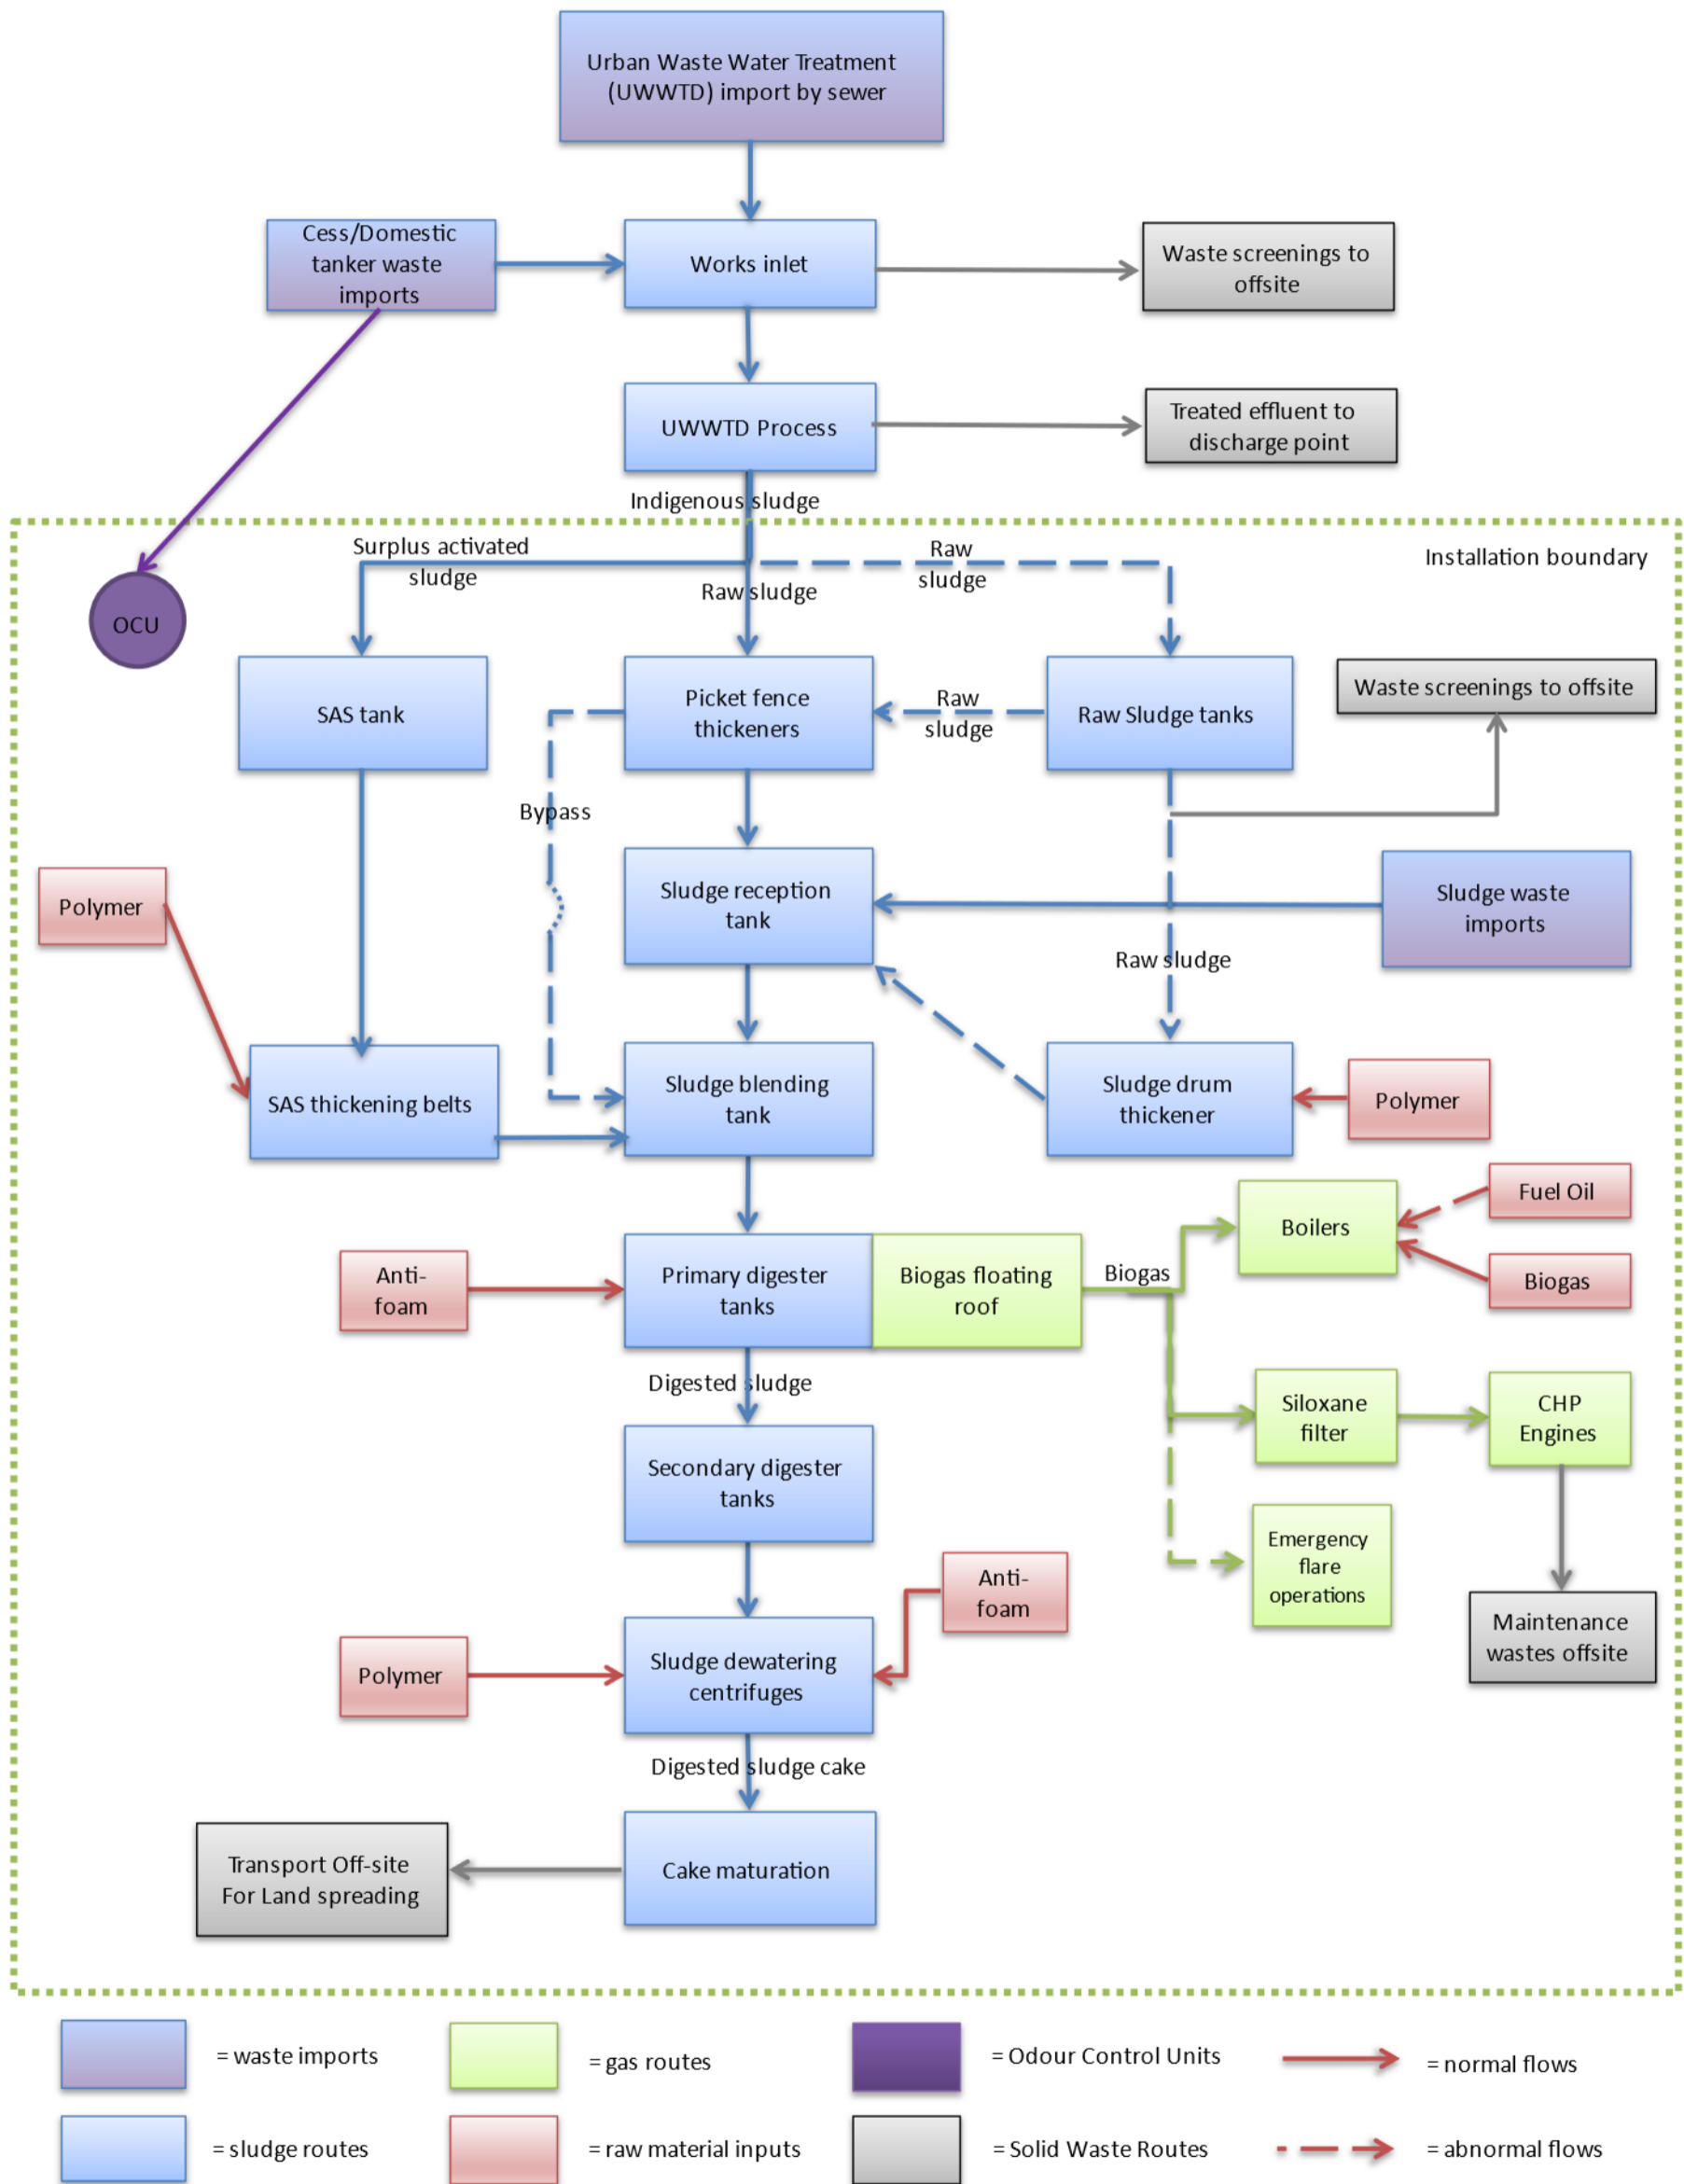 Urban Waste Water Treatment
(UWWTD) import by sewer
Cess/Domestic
tanker waste
imports
Works inlet
Waste screenings to
offsite
UWWTD Process
Treated effluent to
discharge point
Indigenous sludge
Installation boundary
Surplus activated
sludge
Raw sludge
Raw
sludge
OCU
SAS tank
Picket fence
thickeners
Raw
sludge
Raw Sludge tanks
Waste screenings to offsite
Bypass
Polymer
Sludge reception
tank
Sludge waste
imports
Raw sludge
SAS thickening belts
Sludge blending
tank
Sludge drum
thickener
Polymer
Anti-
foam
Primary digester
tanks
Biogas floating
roof
Biogas
Boilers
Fuel Oil
Biogas
Digested sludge
Siloxane
filter
CHP
Engines
Secondary digester
tanks
Emergency
flare
operations
Anti-
foam
Maintenance
wastes offsite
Polymer
Sludge dewatering
centrifuges
Digested sludge cake
Transport Off-site
For Land spreading
Cake maturation
= waste imports
= gas routes
= Odour Control Units
= normal flows
= sludge routes
= raw material inputs
= Solid Waste Routes
= abnormal flows